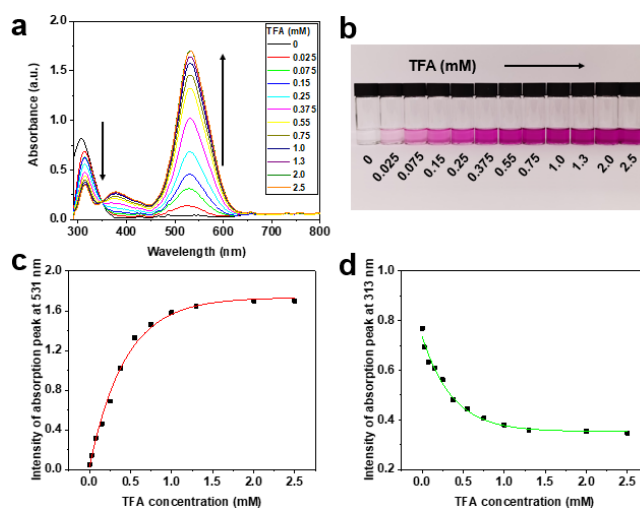 a
TFA (mM)
0
0.025
0.075
0.15
0.25
0.375
0.55
0.75
1.0
1.3
2.0
2.5
Absorbance (a.u.)
2.0
1.5
1.0
0.5
0.0
300 400 500 600 700 800
Wavelength (nm)
b
TFA (mM)
0 0.025 0.075 0.15 0.25 0.375 0.55 0.75 1.0 1.3 2.0 2.5
c
Intensity of absorption peak at 531 nm
1.8
1.2
0.6
0.0
0.0 0.5 1.0 1.5 2.0 2.5
TFA concentration (mM)
d
Intensity of absorption peak at 313 nm
1.0
0.8
0.6
0.4
0.2
0.0 0.5 1.0 1.5 2.0 2.5
TFA concentration (mM)